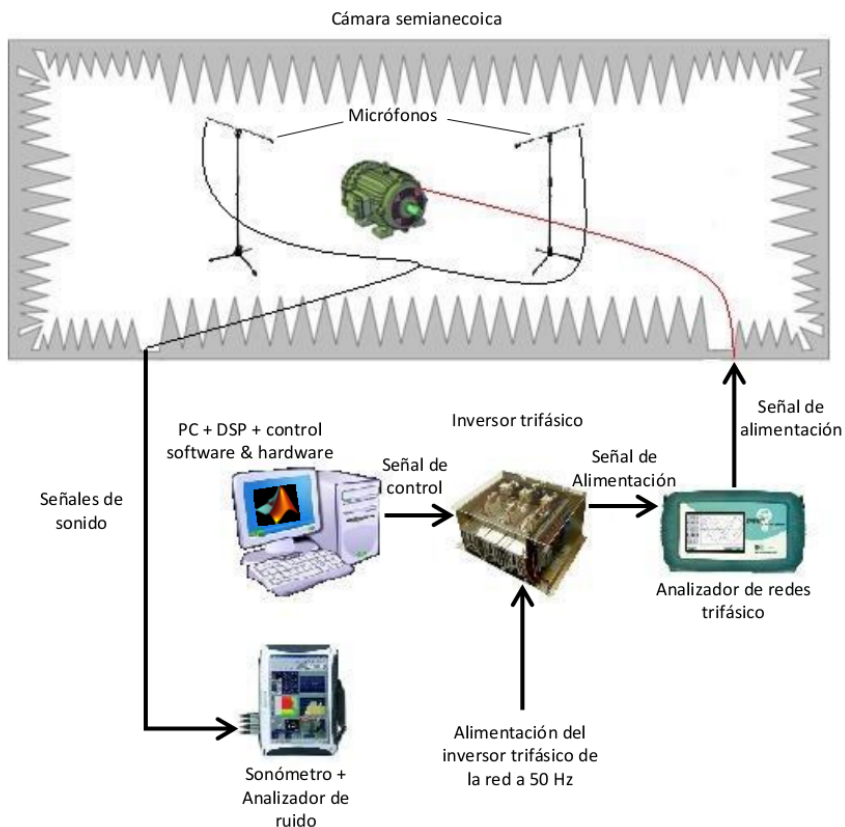 Cámara semianecoica
Micrófonos
PC + DSP + control
software & hardware
Inversor trifásico
Señal de
alimentación
Señal de
control
Señal de
Alimentación
Señales de
sonido
Analizador de redes
trifásico
Alimentación del
inversor trifásico de
la red a 50 Hz
Sonómetro +
Analizador de
ruido